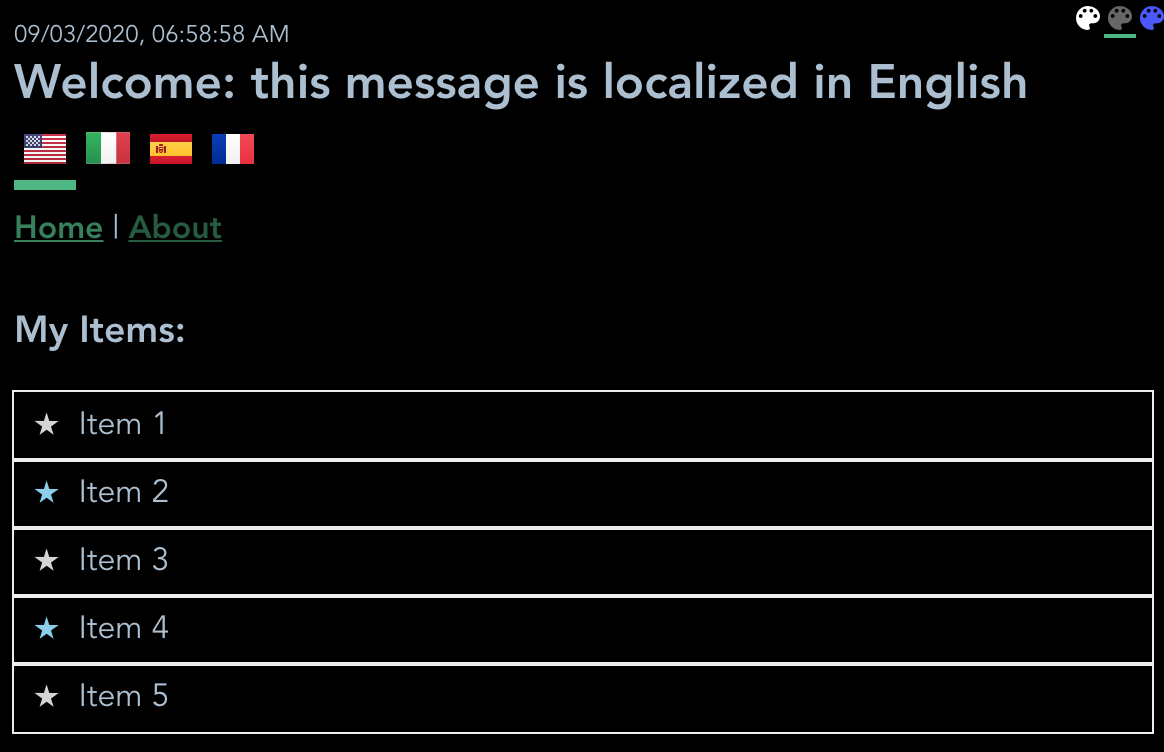 09/03/2020, 06:58:58 AM
Welcome: this message is localized in English
Home | About
My Items:
★ Item 1
★ Item 2
★ Item 3
★ Item 4
★ Item 5